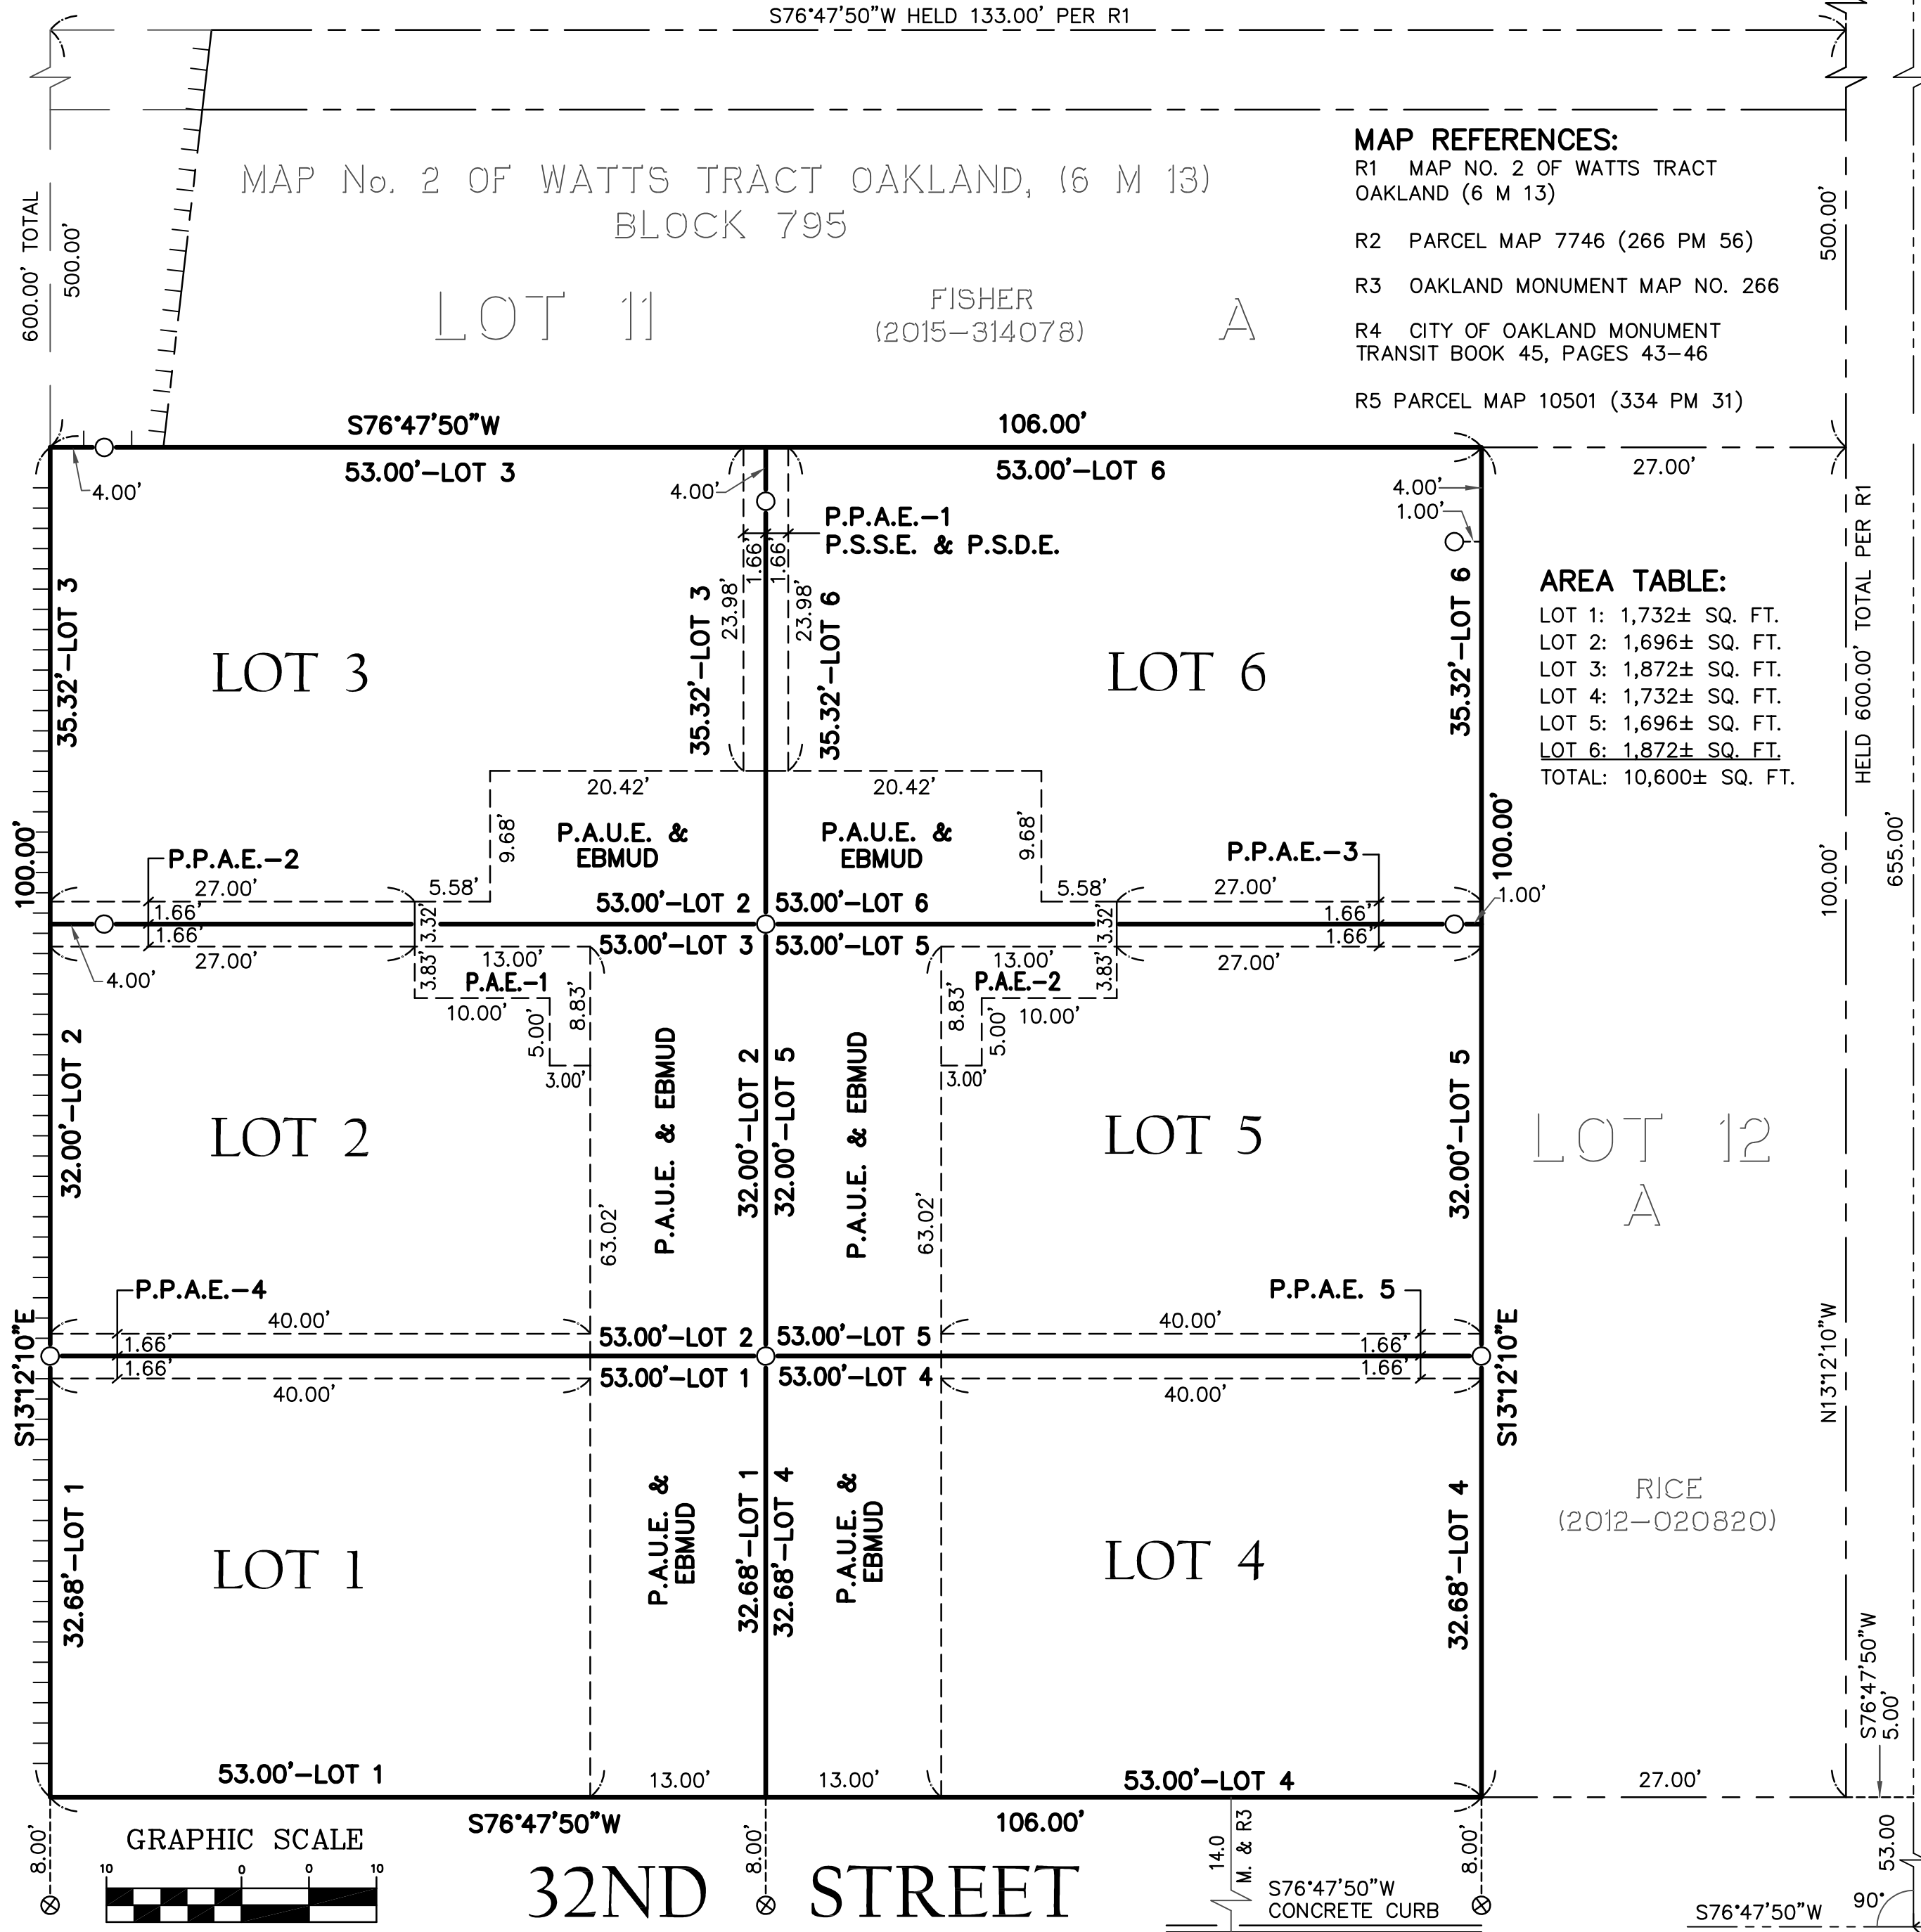 S76°47'50"W HELD 133.00' PER R1
MAP REFERENCES:
R1 MAP NO. 2 OF WATTS TRACT
OAKLAND (6 M 13)
R2 PARCEL MAP 7746 (266 PM 56)
R3 OAKLAND MONUMENT MAP NO. 266
R4 CITY OF OAKLAND MONUMENT
TRANSIT BOOK 45, PAGES 43-46
R5 PARCEL MAP 10501 (334 PM 31)
MAP No. 2 OF WATTS TRACT OAKLAND, (6 M 13)
BLOCK 795
LOT 11
FISHER
(2015-314078)
A
600.00' TOTAL
500.00'
500.00'
S76°47'50"W
106.00'
53.00'-LOT 3
53.00'-LOT 6
27.00'
4.00'
4.00'
4.00'
1.00'
P.P.A.E.-1
P.S.S.E. & P.S.D.E.
1.66'
1.66'
23.98'
23.98'
35.32'-LOT 3
35.32'-LOT 3
35.32'-LOT 6
35.32'-LOT 6
LOT 3
LOT 6
AREA TABLE:
LOT 1: 1,732± SQ. FT.
LOT 2: 1,696± SQ. FT.
LOT 3: 1,872± SQ. FT.
LOT 4: 1,732± SQ. FT.
LOT 5: 1,696± SQ. FT.
LOT 6: 1,872± SQ. FT.
TOTAL: 10,600± SQ. FT.
HELD 600.00' TOTAL PER R1
655.00'
100.00'
N13°12'10"W
20.42'
20.42'
9.68'
9.68'
P.A.U.E. &
EBMUD
P.A.U.E. &
EBMUD
100.00'
100.00'
P.P.A.E.-2
P.P.A.E.-3
27.00'
5.58'
5.58'
27.00'
1.00'
1.66'
1.66'
3.32'
53.00'-LOT 2
53.00'-LOT 6
53.00'-LOT 3
53.00'-LOT 5
3.32'
1.66'
1.66'
27.00'
13.00'
13.00'
27.00'
4.00'
3.83'
P.A.E.-1
P.A.E.-2
3.83'
10.00'
10.00'
5.00'
8.83'
8.83'
5.00'
3.00'
3.00'
32.00'-LOT 2
P.A.U.E. & EBMUD
32.00'-LOT 2
32.00'-LOT 5
P.A.U.E. & EBMUD
32.00'-LOT 5
LOT 2
LOT 5
LOT 12
A
63.02'
63.02'
P.P.A.E.-4
P.P.A.E. 5
40.00'
40.00'
1.66'
1.66'
53.00'-LOT 2
53.00'-LOT 5
53.00'-LOT 1
53.00'-LOT 4
1.66'
1.66'
40.00'
40.00'
S13°12'10"E
S13°12'10"E
32.68'-LOT 1
P.A.U.E. &
EBMUD
32.68'-LOT 1
32.68'-LOT 4
P.A.U.E. &
EBMUD
32.68'-LOT 4
LOT 1
LOT 4
RICE
(2012-020820)
S76°47'50"W
5.00'
53.00'-LOT 1
13.00'
13.00'
53.00'-LOT 4
27.00'
S76°47'50"W
106.00'
8.00'
8.00'
8.00'
GRAPHIC SCALE
10 0 0 10
32ND STREET
14.0
M. & R3
S76°47'50"W
CONCRETE CURB
53.00
S76°47'50"W
90°